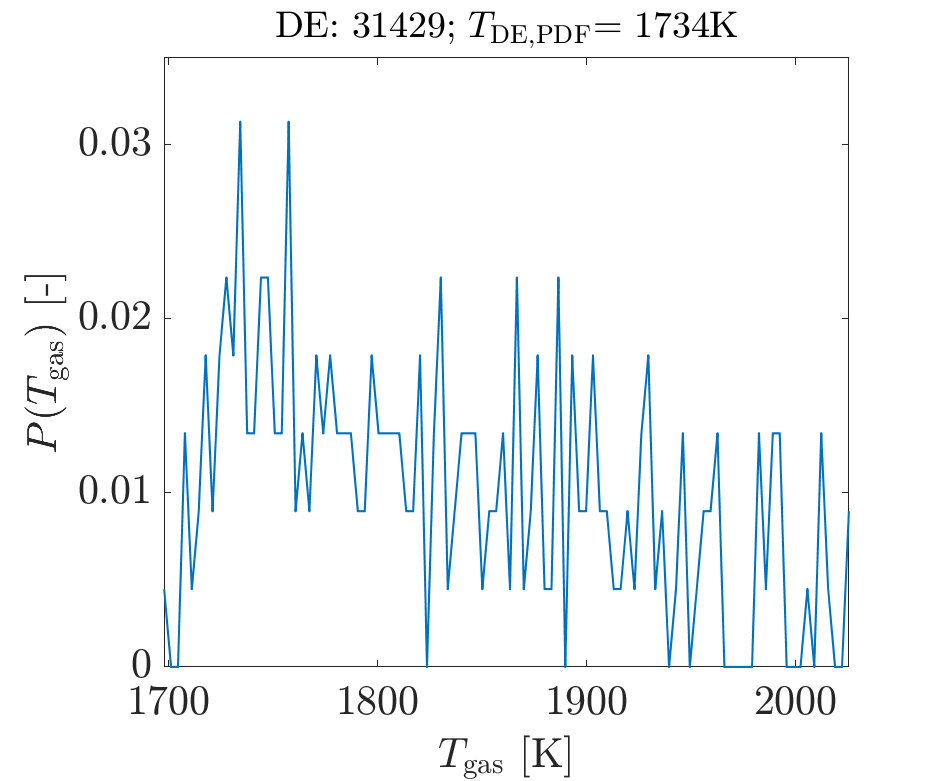 DE: 31429; T_DE,PDF= 1734K
P(T_gas) [-]
0.03
0.02
0.01
0
1700 1800 1900 2000
T_gas [K]